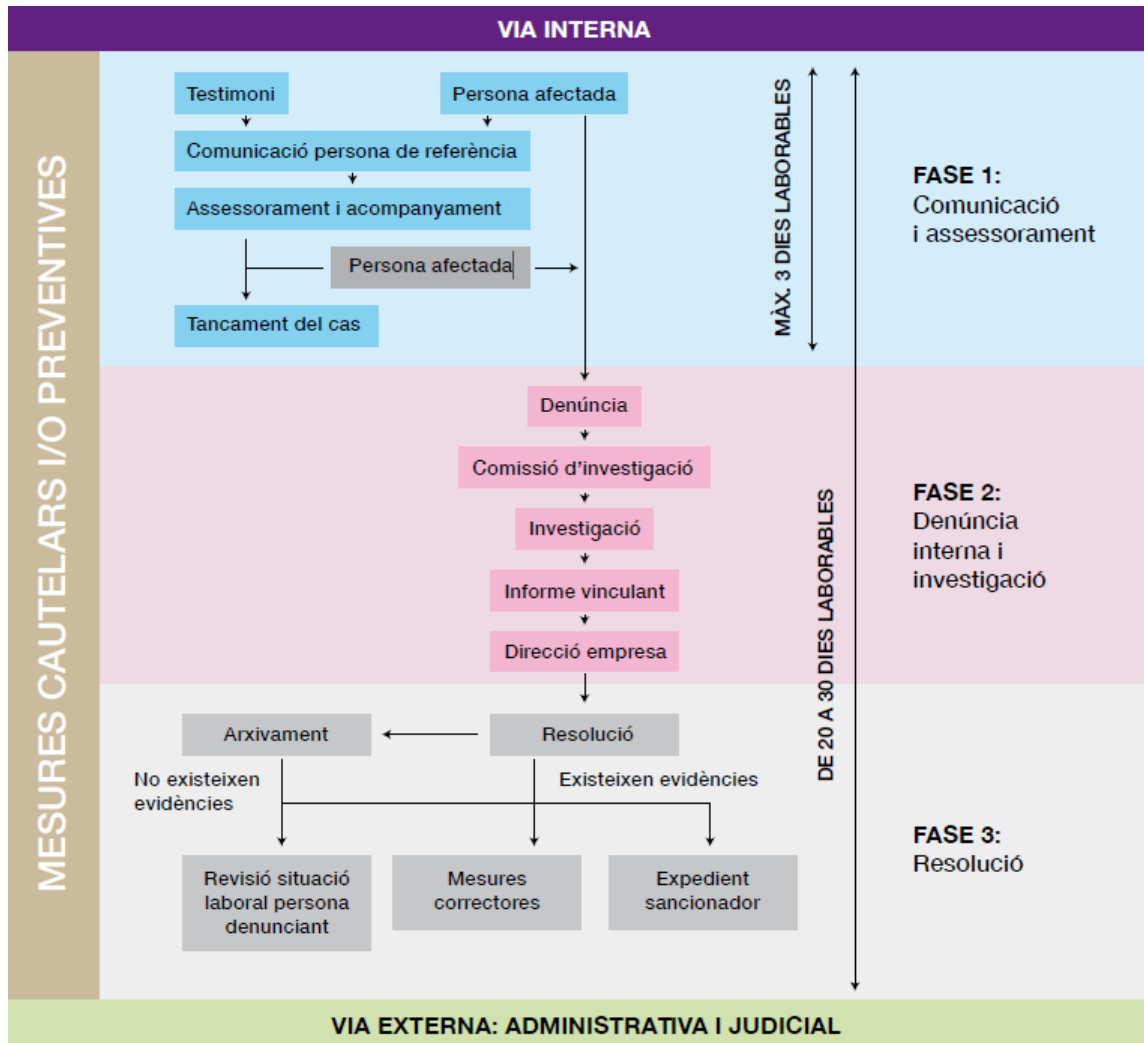 VIA INTERNA
MESURES CAUTELARS I/O PREVENTIVES
Testimoni
Persona afectada
Comunicació persona de referència
Assessorament i acompanyament
Persona afectada
Tancament del cas
MÀX. 3 DIES LABORABLES
FASE 1:
Comunicació
i assessorament
Denúncia
Comissió d'investigació
Investigació
Informe vinculant
Direcció empresa
DE 20 A 30 DIES LABORABLES
FASE 2:
Denúncia
interna i
investigació
Arxivament
Resolució
No existeixen
evidències
Existeixen evidències
Revisió situació
laboral persona
denunciant
Mesures
correctores
Expedient
sancionador
FASE 3:
Resolució
VIA EXTERNA: ADMINISTRATIVA I JUDICIAL